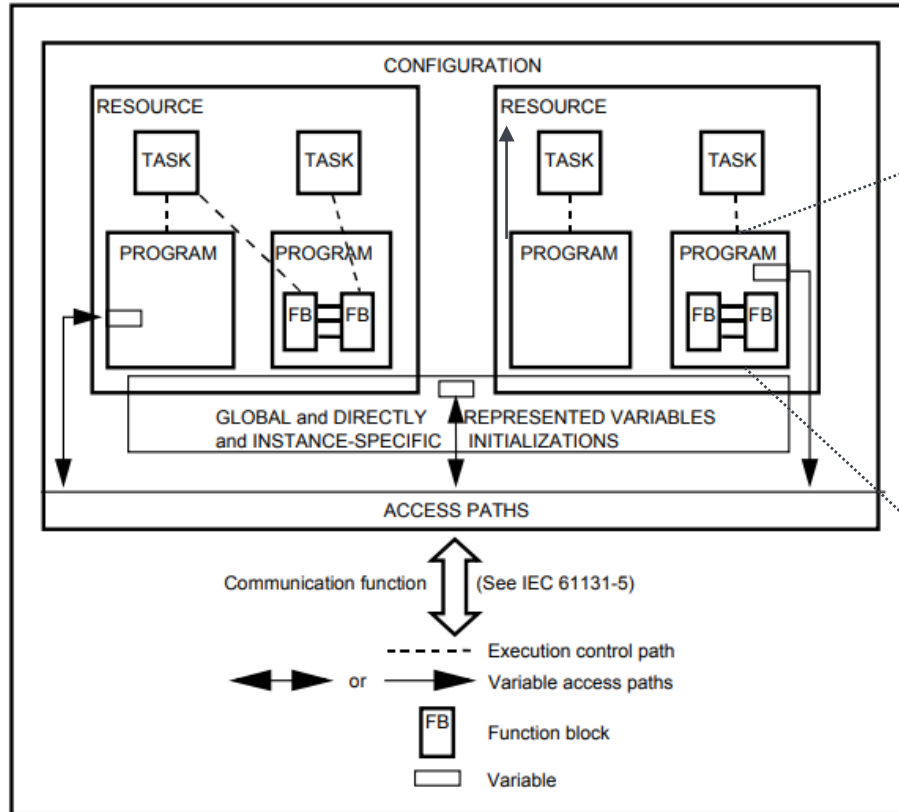 CONFIGURATION
RESOURCE
RESOURCE
TASK
TASK
TASK
TASK
PROGRAM
PROGRAM
PROGRAM
PROGRAM
FB
FB
FB
FB
GLOBAL and DIRECTLY REPRESENTED VARIABLES
and INSTANCE-SPECIFIC INITIALIZATIONS
ACCESS PATHS
Communication function (See IEC 61131-5)
Execution control path
or Variable access paths
FB Function block
Variable